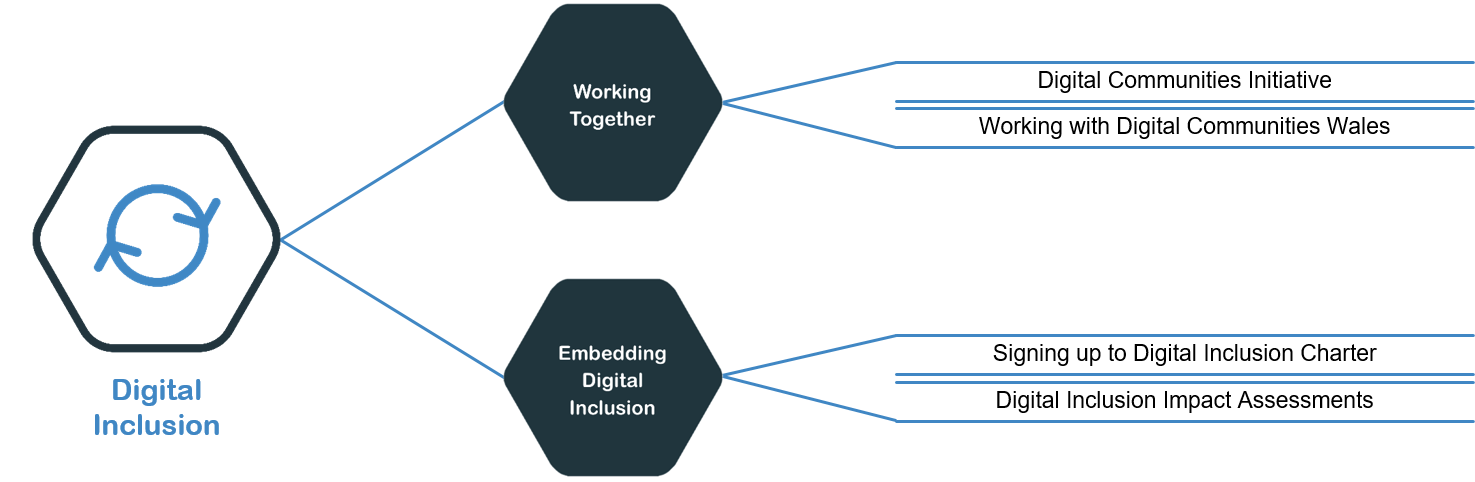 Digital
Inclusion
Working
Together
Digital Communities Initiative
Working with Digital Communities Wales
Embedding
Digital
Inclusion
Signing up to Digital Inclusion Charter
Digital Inclusion Impact Assessments